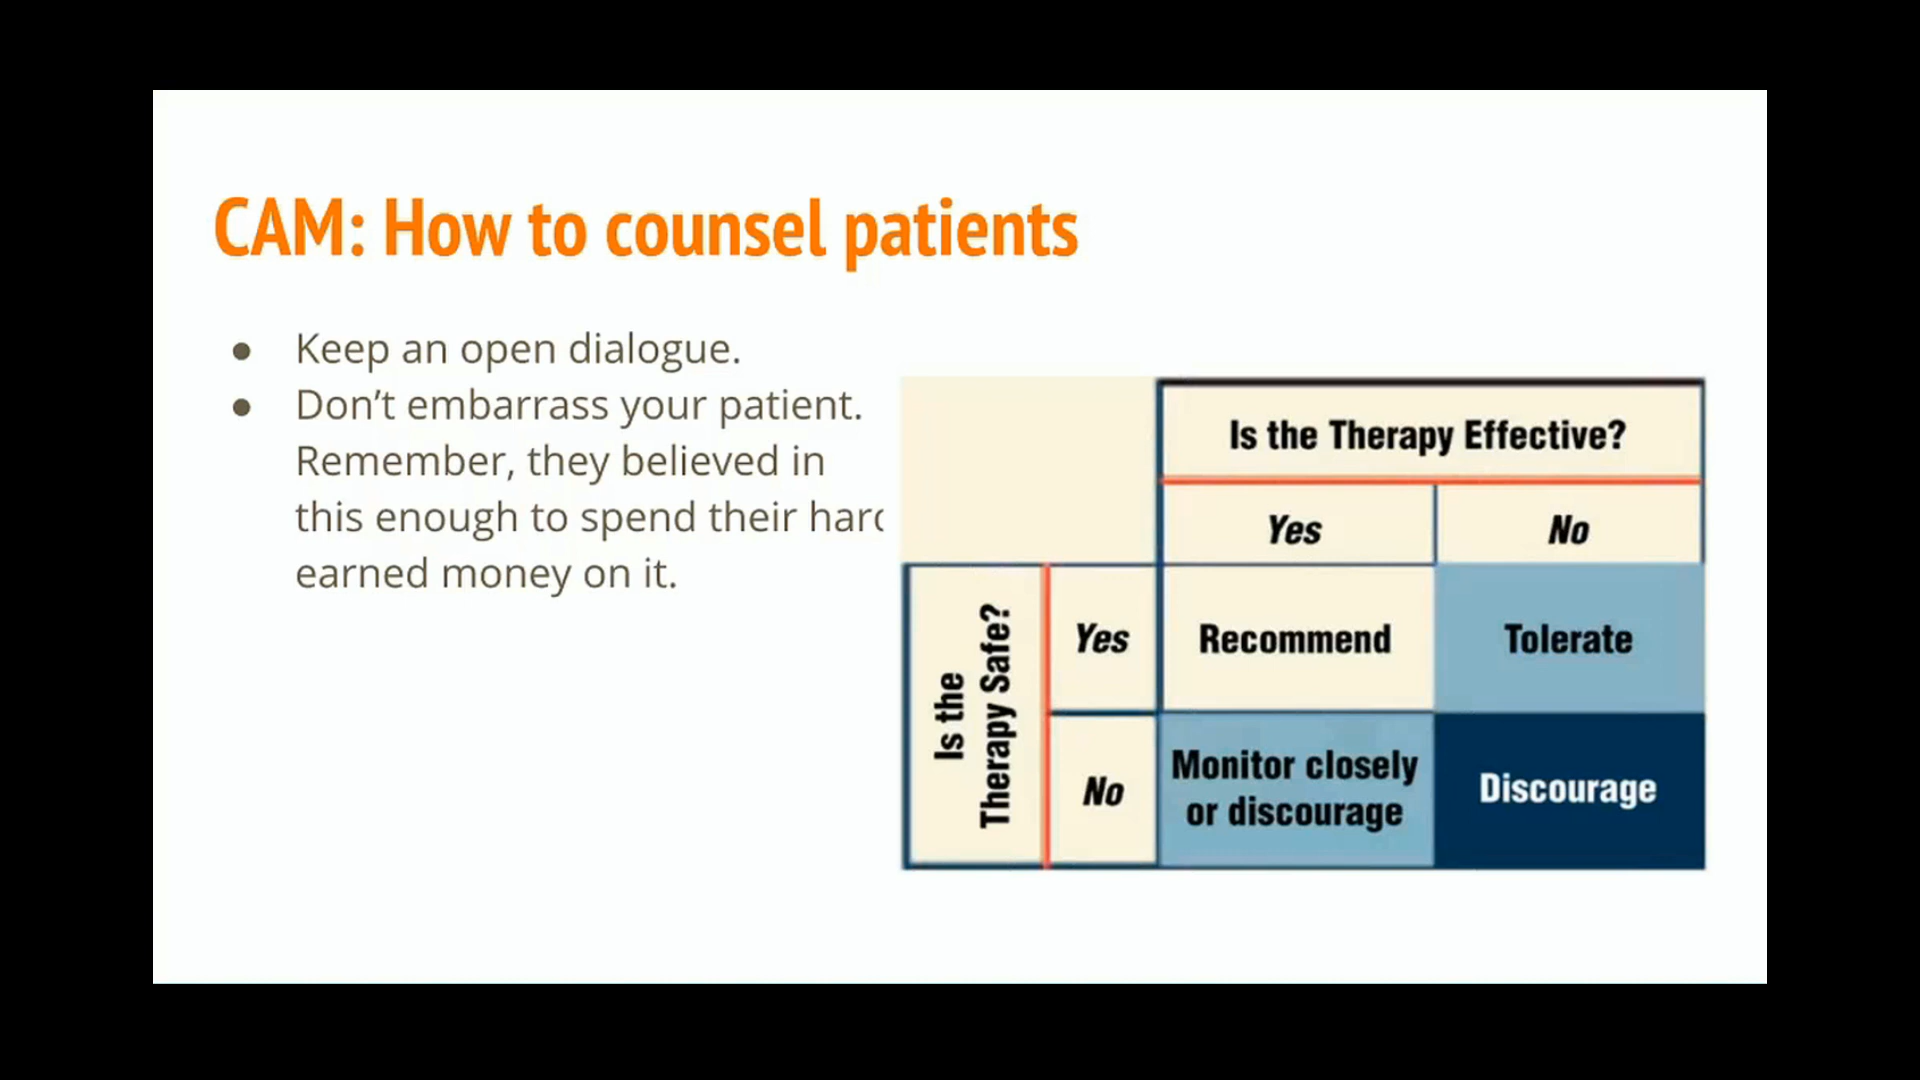 CAM: How to counsel patients
● Keep an open dialogue.
● Don't embarrass your patient.
Remember, they believed in
this enough to spend their hard
earned money on it.
Is the Therapy Effective?
Yes No
Is the
Therapy Safe?
Yes Recommend Tolerate
No Monitor closely
or discourage Discourage